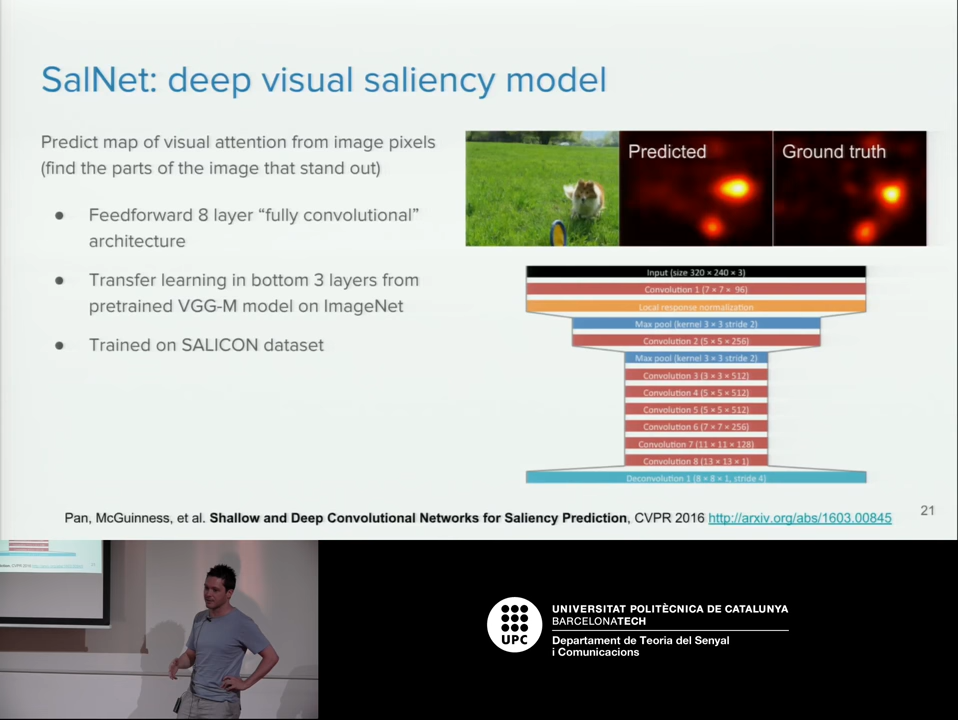 SalNet: deep visual saliency model
Predict map of visual attention from image pixels
(find the parts of the image that stand out)
● Feedforward 8 layer “fully convolutional”
architecture
● Transfer learning in bottom 3 layers from
pretrained VGG-M model on ImageNet
● Trained on SALICON dataset
Predicted
Ground truth
Input (size 320 × 240 × 3)
Convolution 1 (7 × 7 × 96)
Local response normalization
Max pool (kernel 3 × 3 stride 2)
Convolution 2 (5 × 5 × 256)
Max pool (kernel 3 × 3 stride 2)
Convolution 3 (3 × 3 × 512)
Convolution 4 (5 × 5 × 512)
Convolution 5 (5 × 5 × 512)
Convolution 6 (7 × 7 × 256)
Convolution 7 (11 × 11 × 128)
Convolution 8 (13 × 13 × 1)
Deconvolution 1 (8 × 8 × 1, stride 4)
Pan, McGuinness, et al. Shallow and Deep Convolutional Networks for Saliency Prediction, CVPR 2016 http://arxiv.org/abs/1603.00845
21
UPC
UNIVERSITAT POLITÈCNICA DE CATALUNYA
BARCELONATECH
Departament de Teoria del Senyal
i Comunicacions